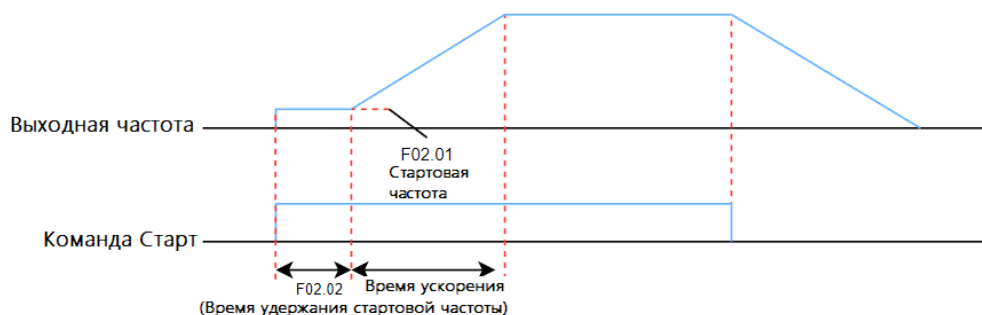 Выходная частота
F02.01
Стартовая
частота
Команда Старт
F02.02
Время ускорения
(Время удержания стартовой частоты)